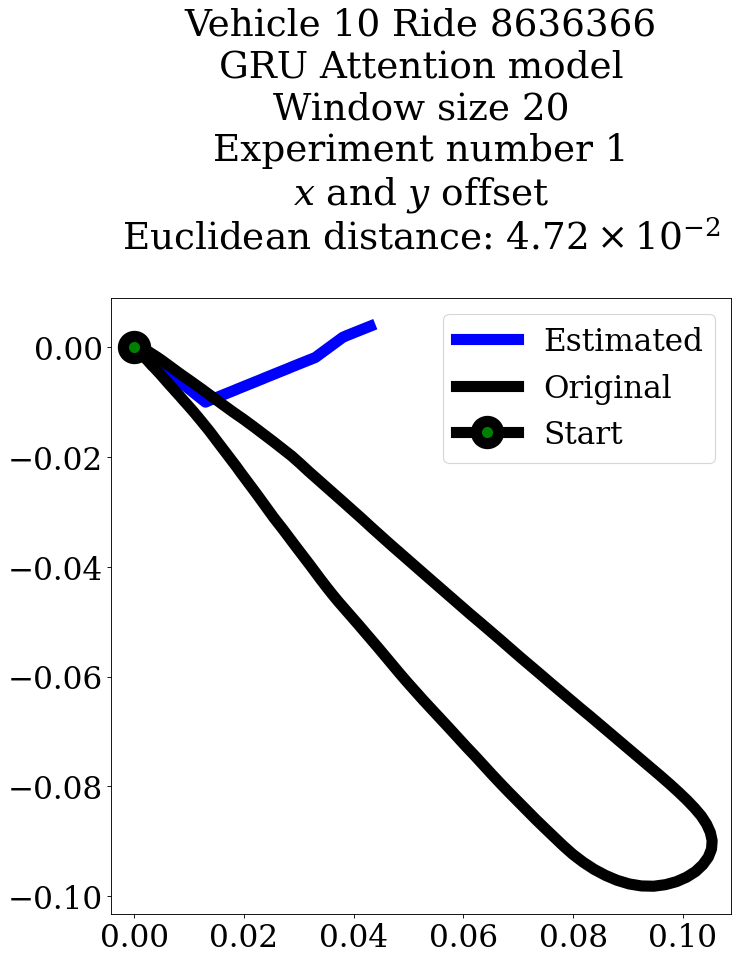 Vehicle 10 Ride 8636366
GRU Attention model
Window size 20
Experiment number 1
x and y offset
Euclidean distance: 4.72 × 10⁻²
Estimated
Original
Start
0.00
−0.02
−0.04
−0.06
−0.08
−0.10
0.00 0.02 0.04 0.06 0.08 0.10